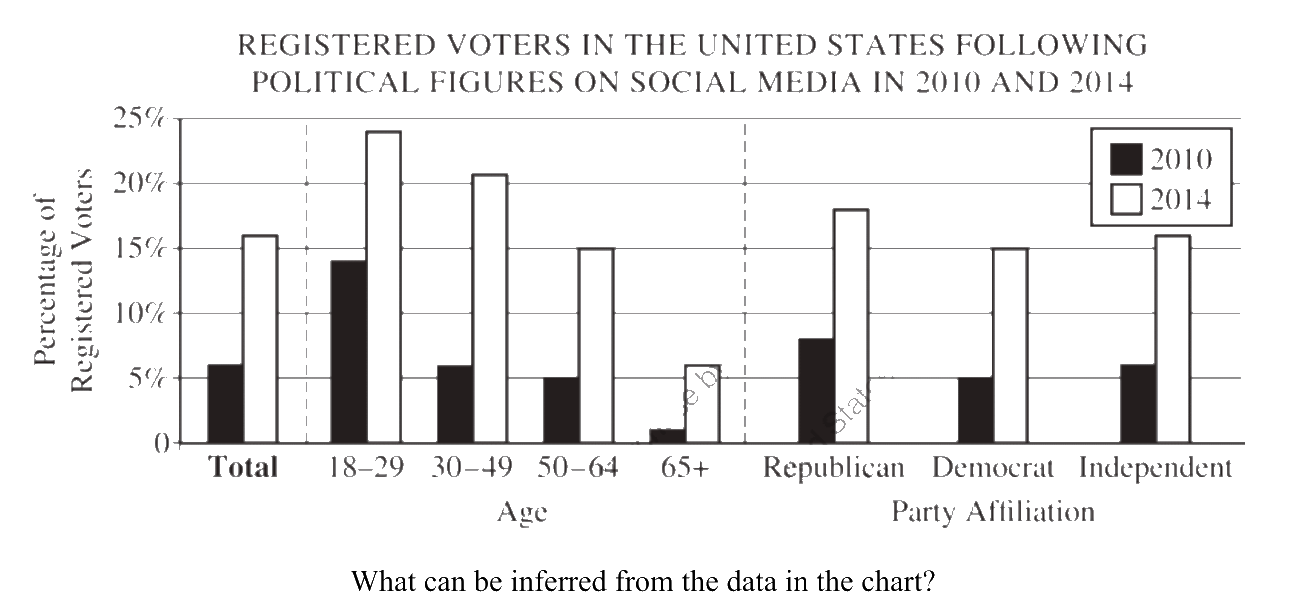 REGISTERED VOTERS IN THE UNITED STATES FOLLOWING
POLITICAL FIGURES ON SOCIAL MEDIA IN 2010 AND 2014
Percentage of
Registered Voters
25%
20%
15%
10%
5%
0
2010
2014
Total
18–29
30–49
50–64
65+
Republican
Democrat
Independent
Age
Party Affiliation
What can be inferred from the data in the chart?